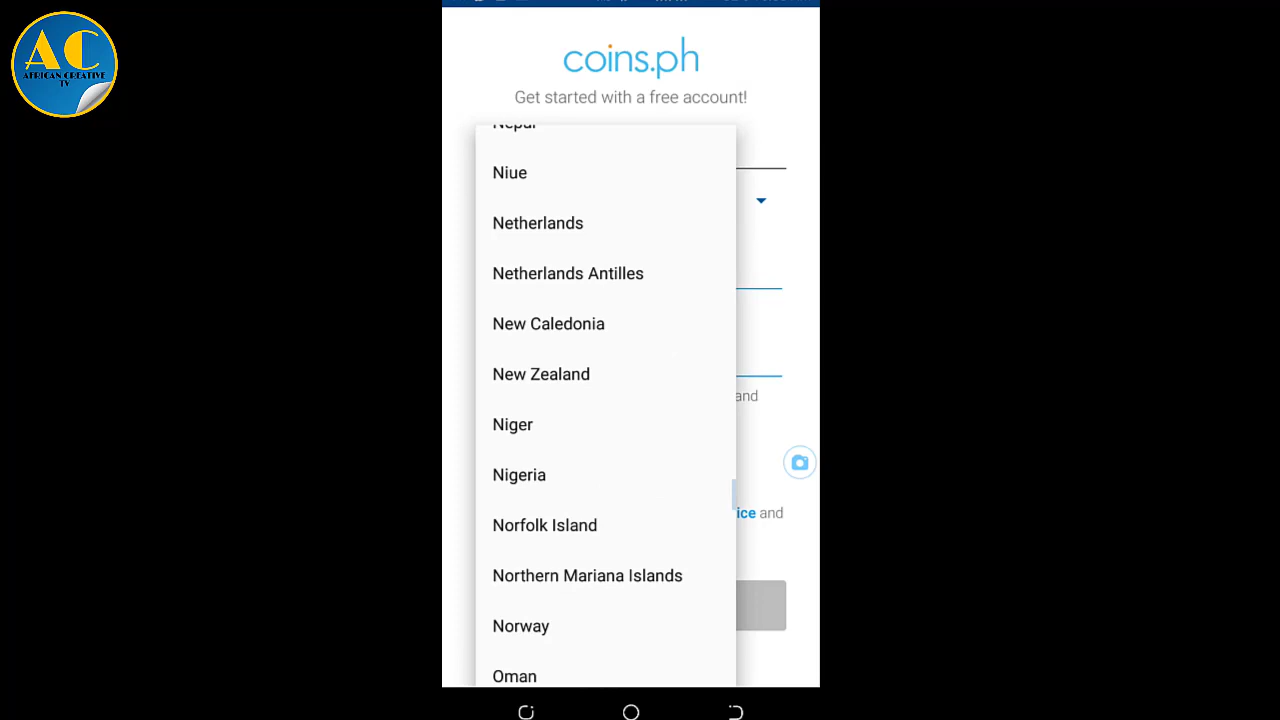 AC
AFRICAN CREATIVE
TV
coins.ph
Get started with a free account!
Nepal
Niue
Netherlands
Netherlands Antilles
New Caledonia
New Zealand
and
Niger
Nigeria
ice and
Norfolk Island
Northern Mariana Islands
Norway
Oman